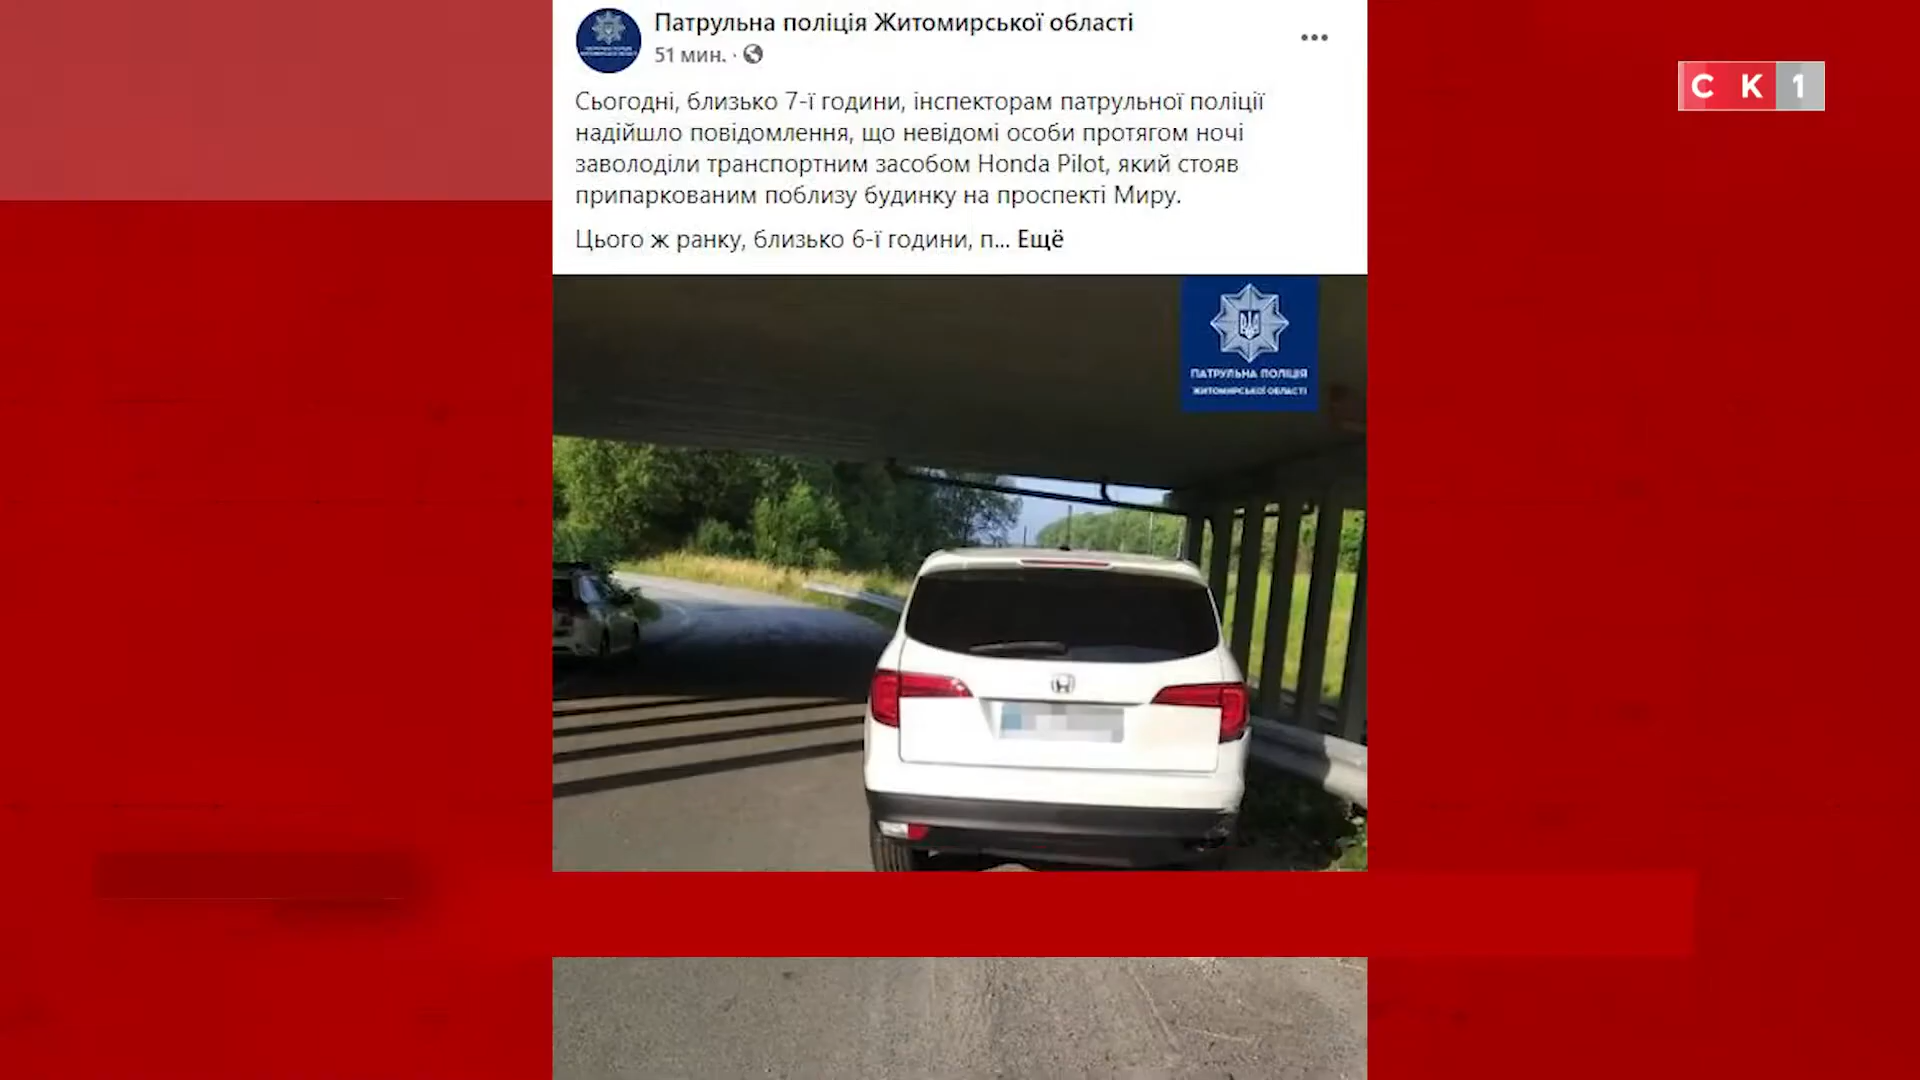 Патрульна поліція Житомирської області
51 мин. ·
СК1
Сьогодні, близько 7-ї години, інспекторам патрульної поліції
надійшло повідомлення, що невідомі особи протягом ночі
заволоділи транспортним засобом Honda Pilot, який стояв
припаркованим поблизу будинку на проспекті Миру.
Цього ж ранку, близько 6-ї години, п... Ещё
ПАТРУЛЬНА ПОЛІЦІЯ
ЖИТОМИРСЬКОЇ ОБЛАСТІ